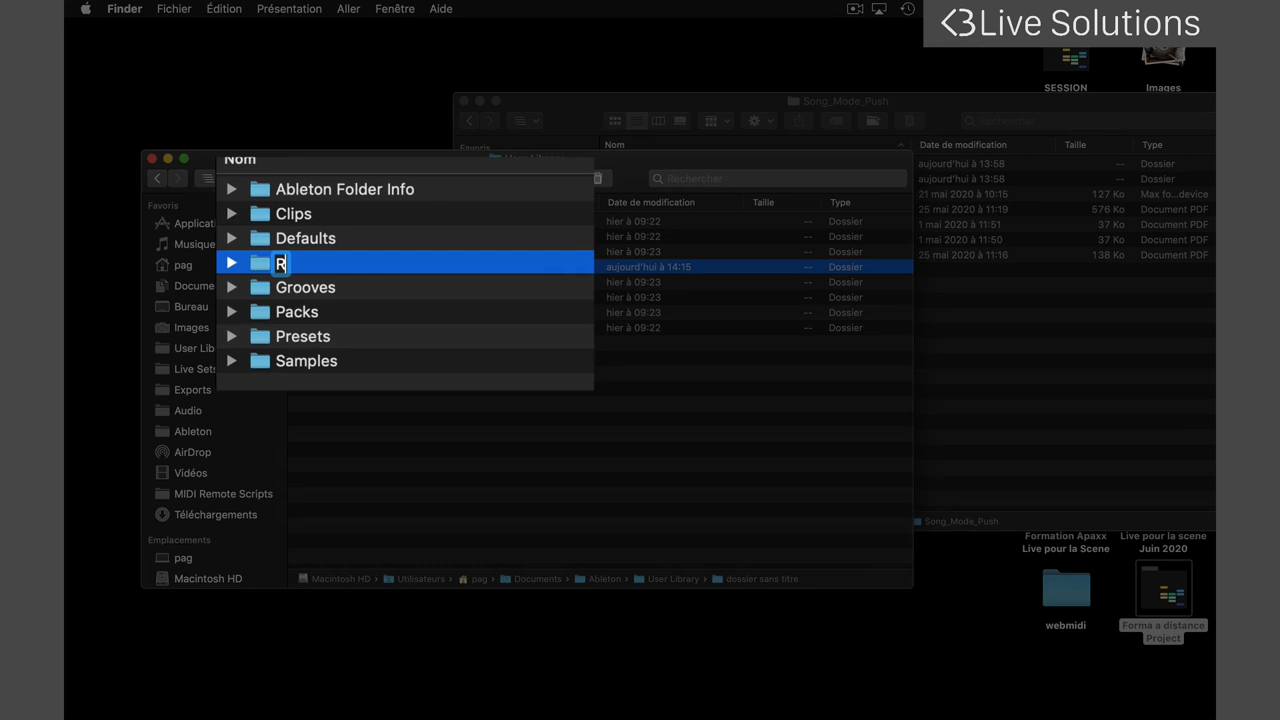 Finder Fichier Édition Présentation Aller Fenêtre Aide
<3Live Solutions
SESSION
Images
Song_Mode_Push
Rechercher
Favoris
Nom
Date de modification Taille Type
aujourd'hui à 13:58 -- Dossier
aujourd'hui à 13:58 -- Dossier
21 mai 2020 à 10:15 127 Ko Max fo...device
25 mai 2020 à 11:19 576 Ko Document PDF
1 mai 2020 à 11:51 37 Ko Document PDF
1 mai 2020 à 11:50 37 Ko Document PDF
25 mai 2020 à 11:16 138 Ko Document PDF
Song_Mode_Push
Rechercher
Favoris
Applicati
Musique
pag
Docume
Bureau
Images
User Lib
Live Sets
Exports
Audio
Ableton
AirDrop
Vidéos
MIDI Remote Scripts
Téléchargements
Emplacements
pag
Macintosh HD
Nom
Ableton Folder Info
Clips
Defaults
R
Grooves
Packs
Presets
Samples
Date de modification Taille Type
hier à 09:22 -- Dossier
hier à 09:22 -- Dossier
hier à 09:23 -- Dossier
aujourd'hui à 14:15 -- Dossier
hier à 09:23 -- Dossier
hier à 09:23 -- Dossier
hier à 09:23 -- Dossier
hier à 09:22 -- Dossier
Macintosh HD > Utilisateurs > pag > Documents > Ableton > User Library > dossier sans titre
Formation Apaxx
Live pour la Scene
Live pour la scene
Juin 2020
webmidi
Forma a distance
Project